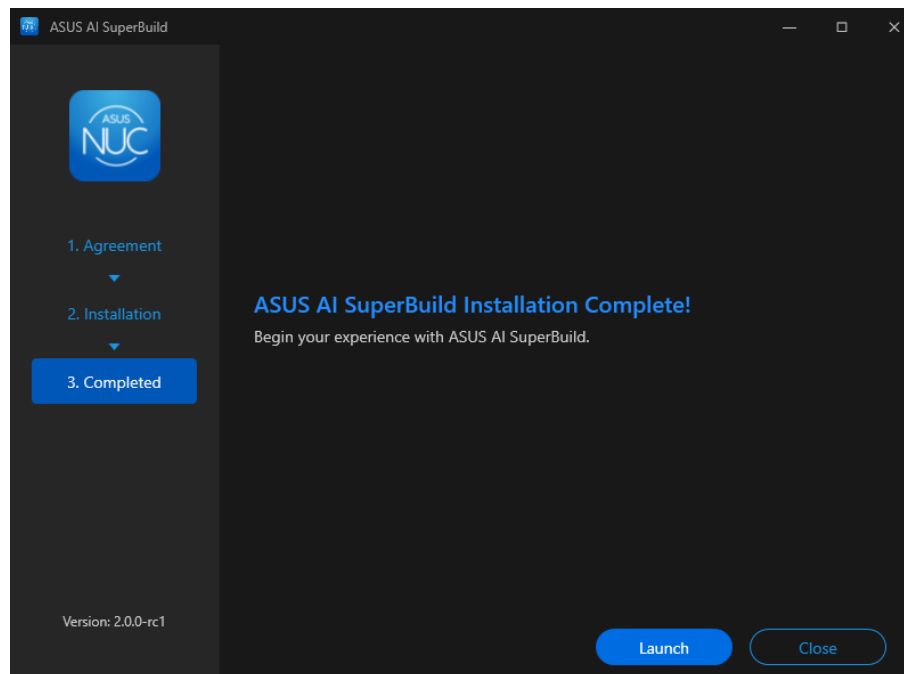 ASUS AI SuperBuild
ASUS
NUC
1. Agreement
2. Installation
3. Completed
ASUS AI SuperBuild Installation Complete!
Begin your experience with ASUS AI SuperBuild.
Version: 2.0.0-rc1
Launch
Close